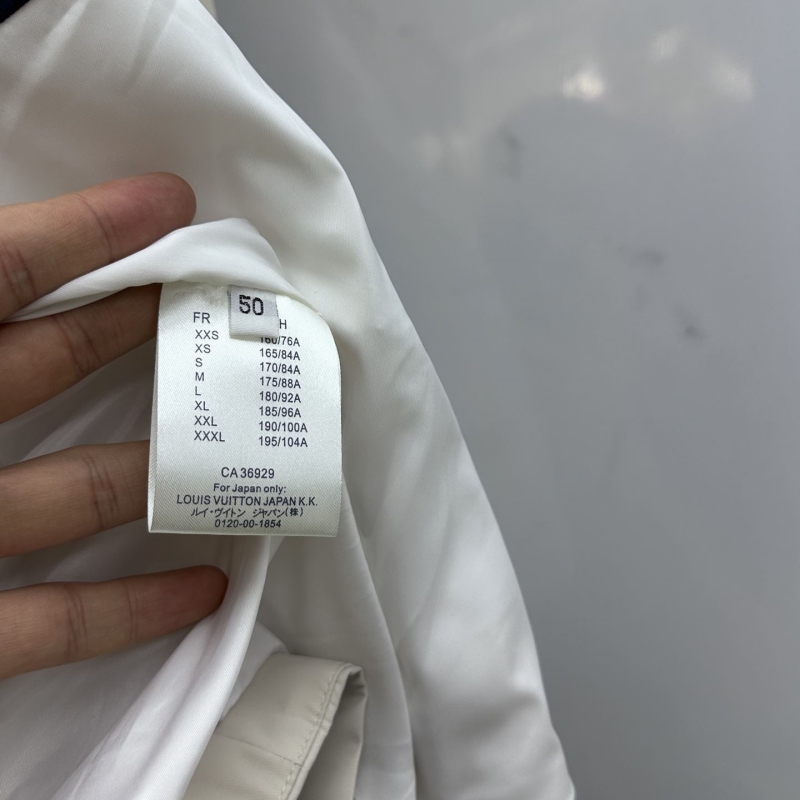 50
FR H
XXS 160/76A
XS 165/84A
S 170/84A
M 175/88A
L 180/92A
XL 185/96A
XXL 190/100A
XXXL 195/104A
CA 36929
For Japan only:
LOUIS VUITTON JAPAN K.K.
ルイ・ヴィトン ジャパン(株)
0120-00-1854